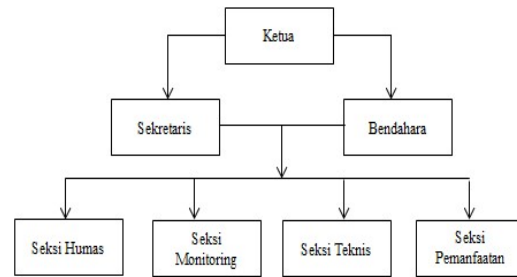 Ketua
Sekretaris
Bendahara
Seksi Humas
Seksi
Monitoring
Seksi Teknis
Seksi
Pemanfaatan